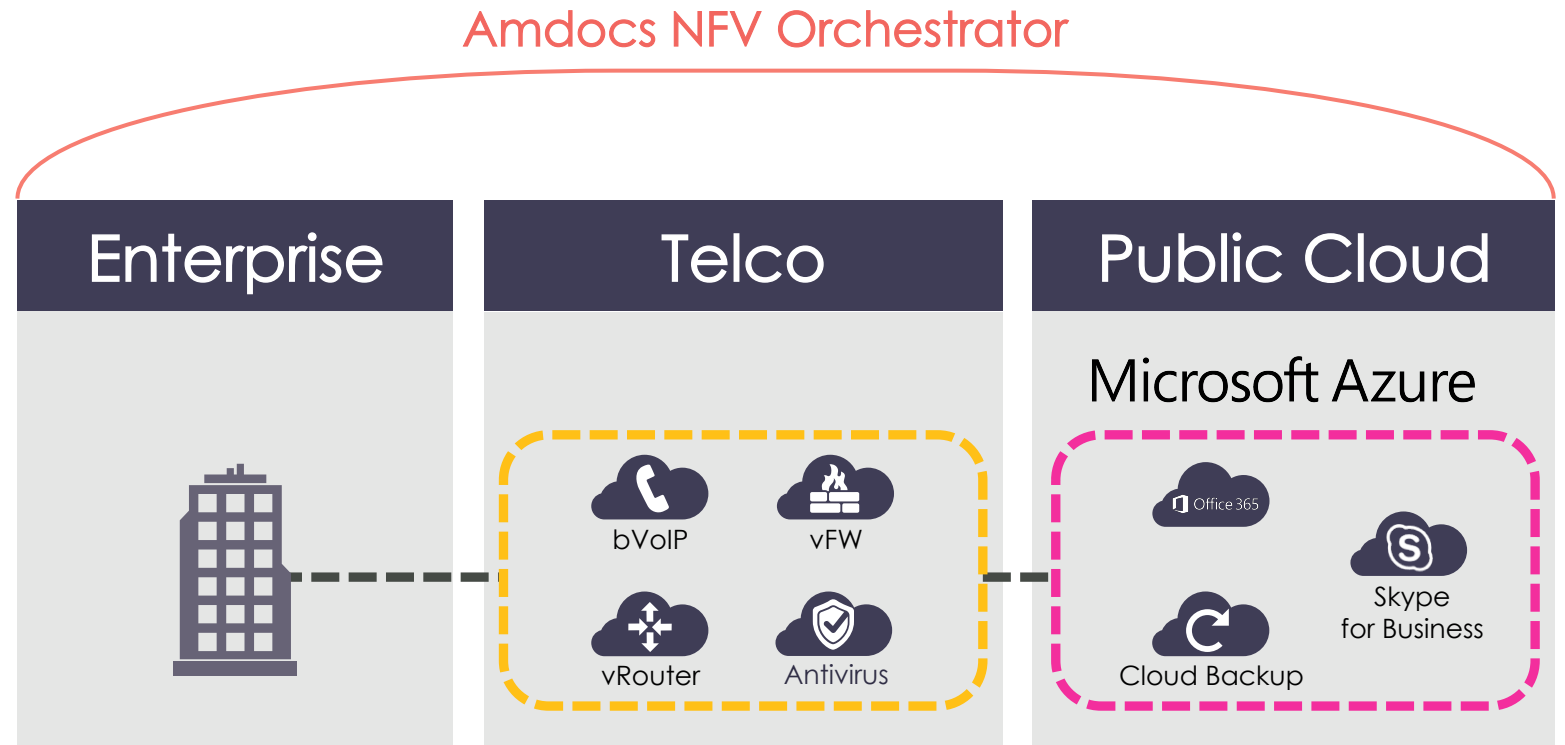 Amdocs NFV Orchestrator
Enterprise
Telco
Public Cloud
Microsoft Azure
bVoIP
vFW
vRouter
Antivirus
Office 365
Skype
for Business
Cloud Backup